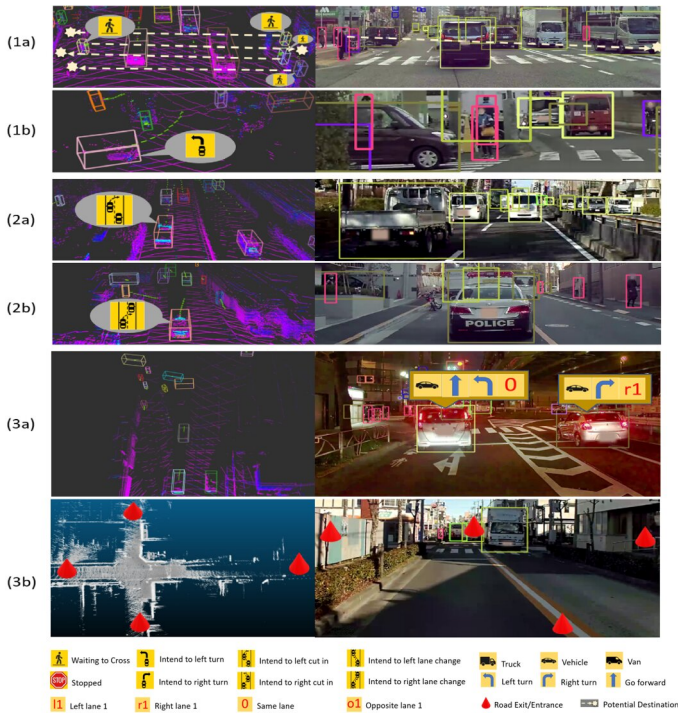 (1a)
(1b)
(2a)
(2b)
POLICE
(3a)
0
r1
(3b)
Waiting to Cross
Intend to left turn
Intend to left cut in
Intend to left lane change
Truck
Vehicle
Van
STOP
Stopped
Intend to right turn
Intend to right cut in
Intend to right lane change
Left turn
Right turn
Go forward
l1 Left lane 1
r1 Right lane 1
0 Same lane
o1 Opposite lane 1
Road Exit/Entrance
Potential Destination